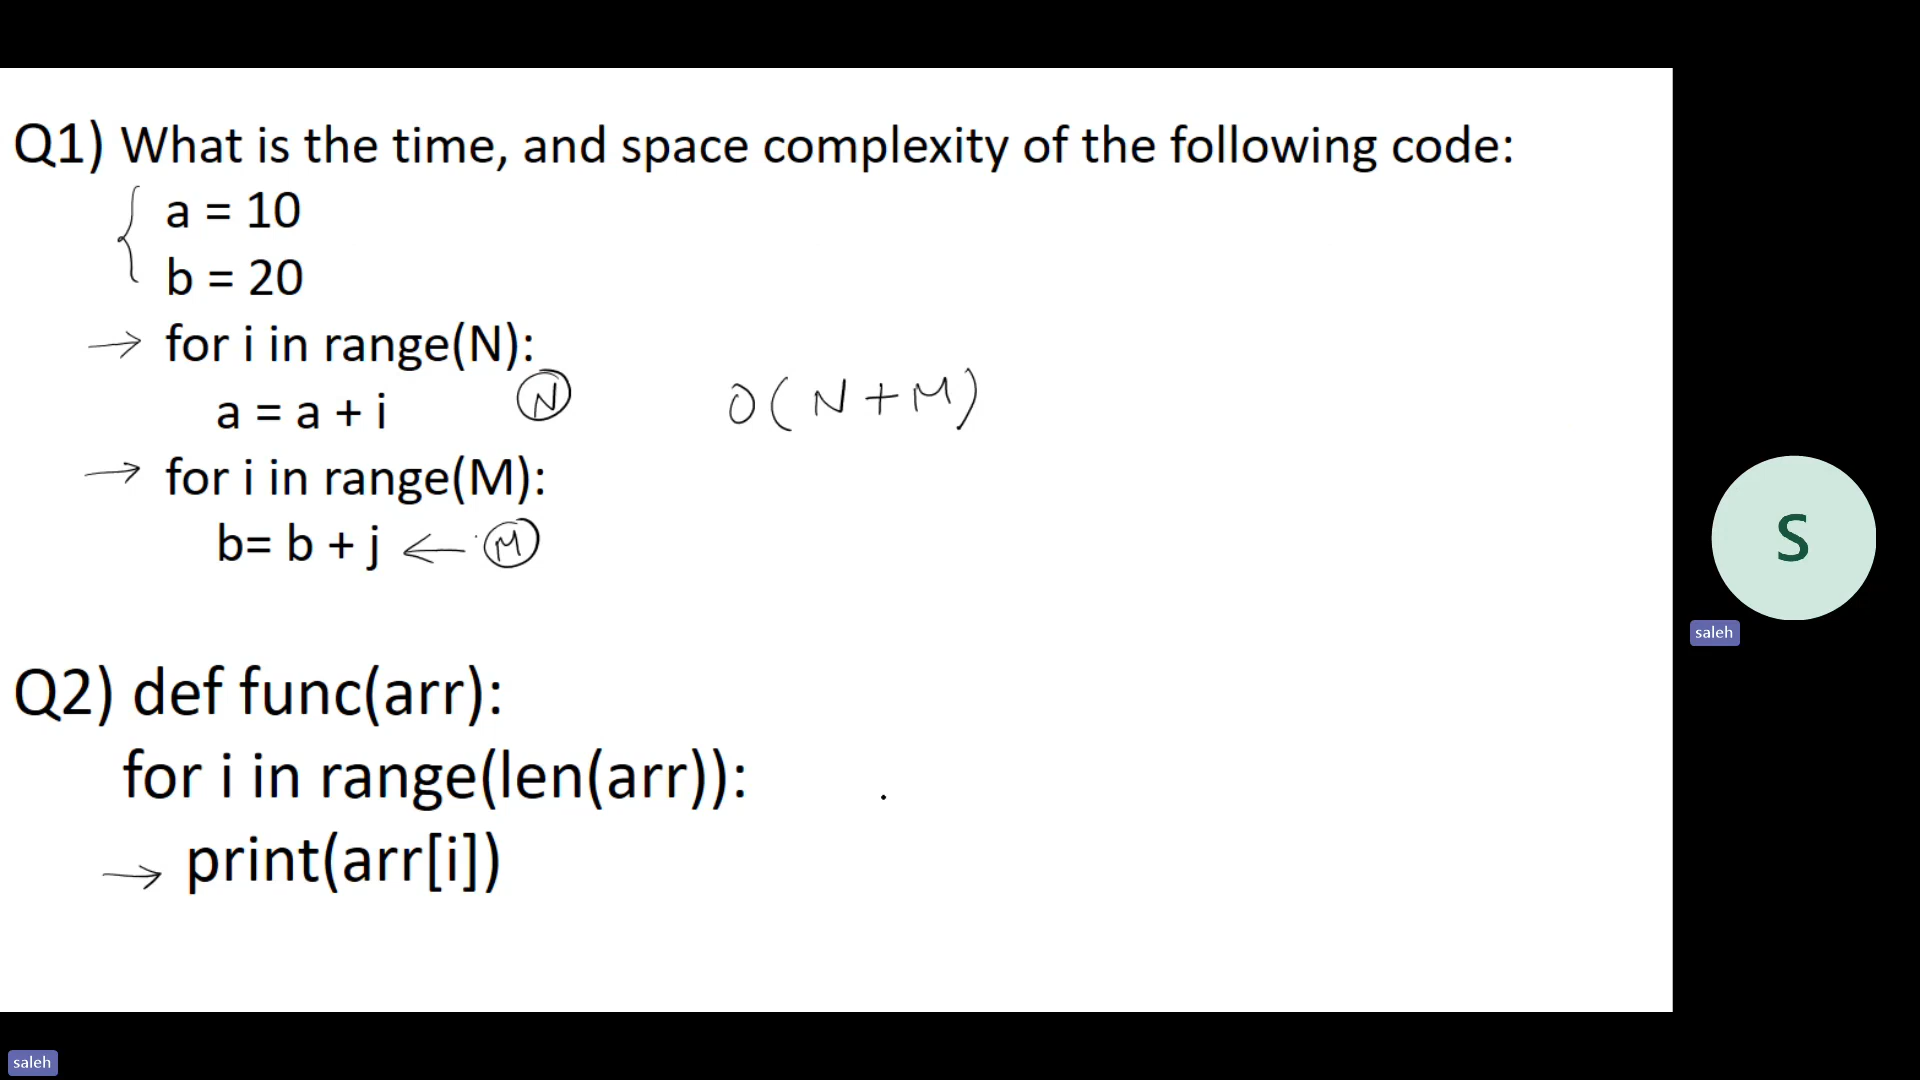 Q1) What is the time, and space complexity of the following code:
a = 10
b = 20
for i in range(N):
a = a + i
N
O(N+M)
for i in range(M):
b= b + j
M
Q2) def func(arr):
for i in range(len(arr)):
print(arr[i])
S
saleh
saleh